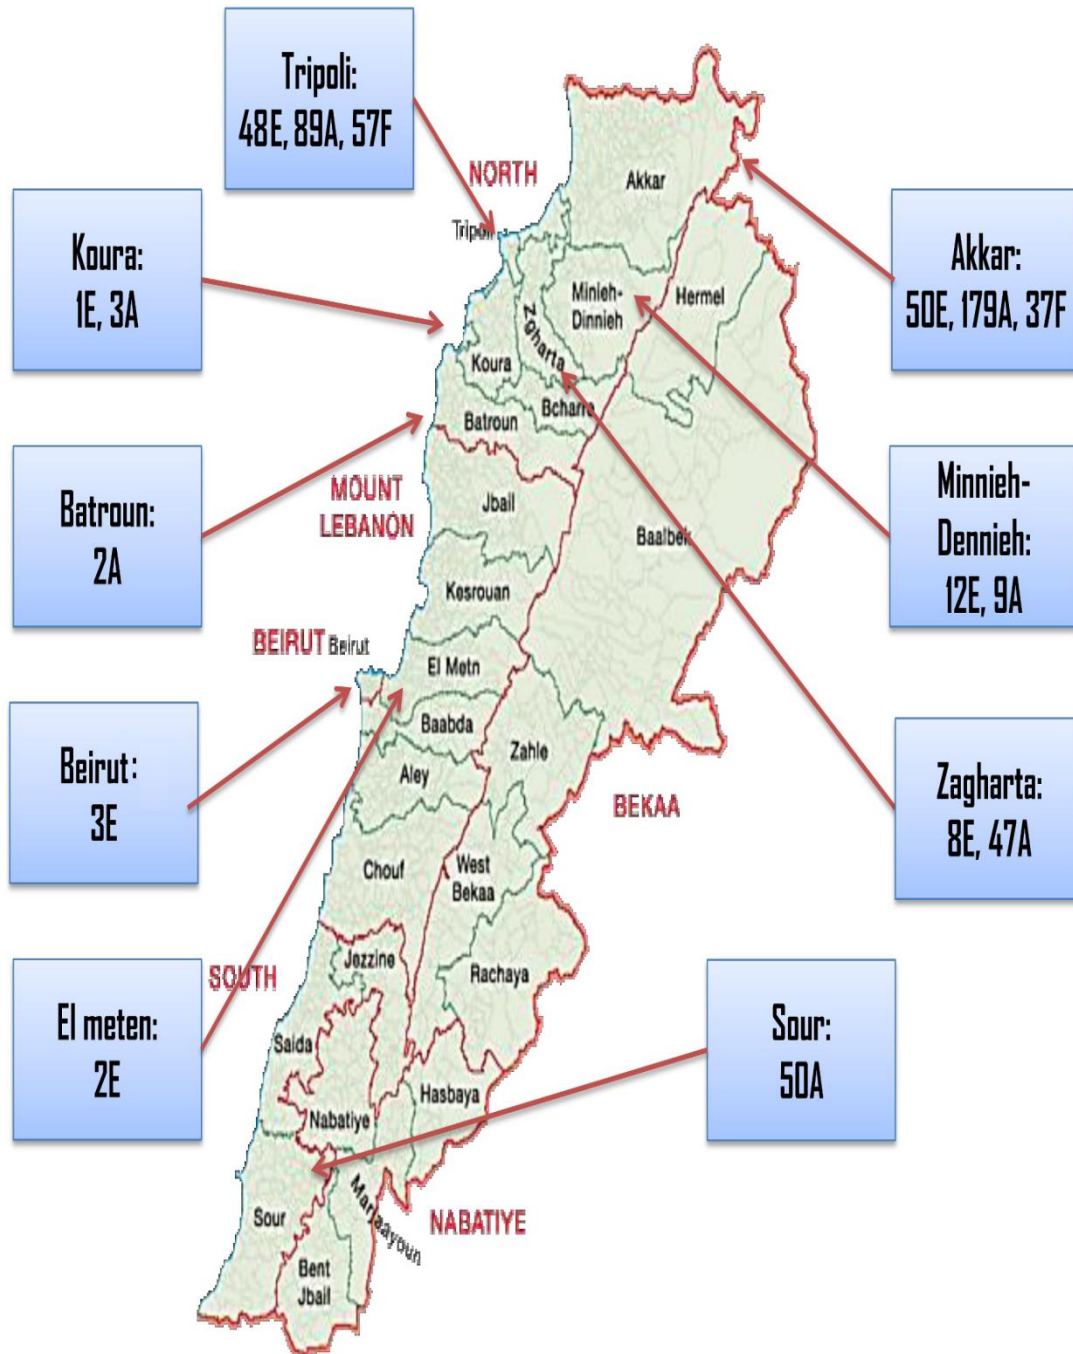 Tripoli:
48E, 89A, 57F
Koura:
1E, 3A
Batroun:
2A
Beirut:
3E
El meten:
2E
Akkar:
50E, 179A, 37F
Minnieh-
Dennieh:
12E, 9A
Zagharta:
8E, 47A
Sour:
50A
NORTH
Tripoli
Akkar
Minieh-
Dinnieh
Hermel
Zgharta
Koura
Bcharre
Batroun
MOUNT
LEBANON
Jbail
Baalbek
Kesrouan
BEIRUT Beirut
El Metn
Baabda
Zahle
Aley
BEKAA
Chouf
West
Bekaa
Jezzine
Rachaya
SOUTH
Saida
Hasbaya
Nabatiye
Marjaayoun
NABATIYE
Sour
Bent
Jbail